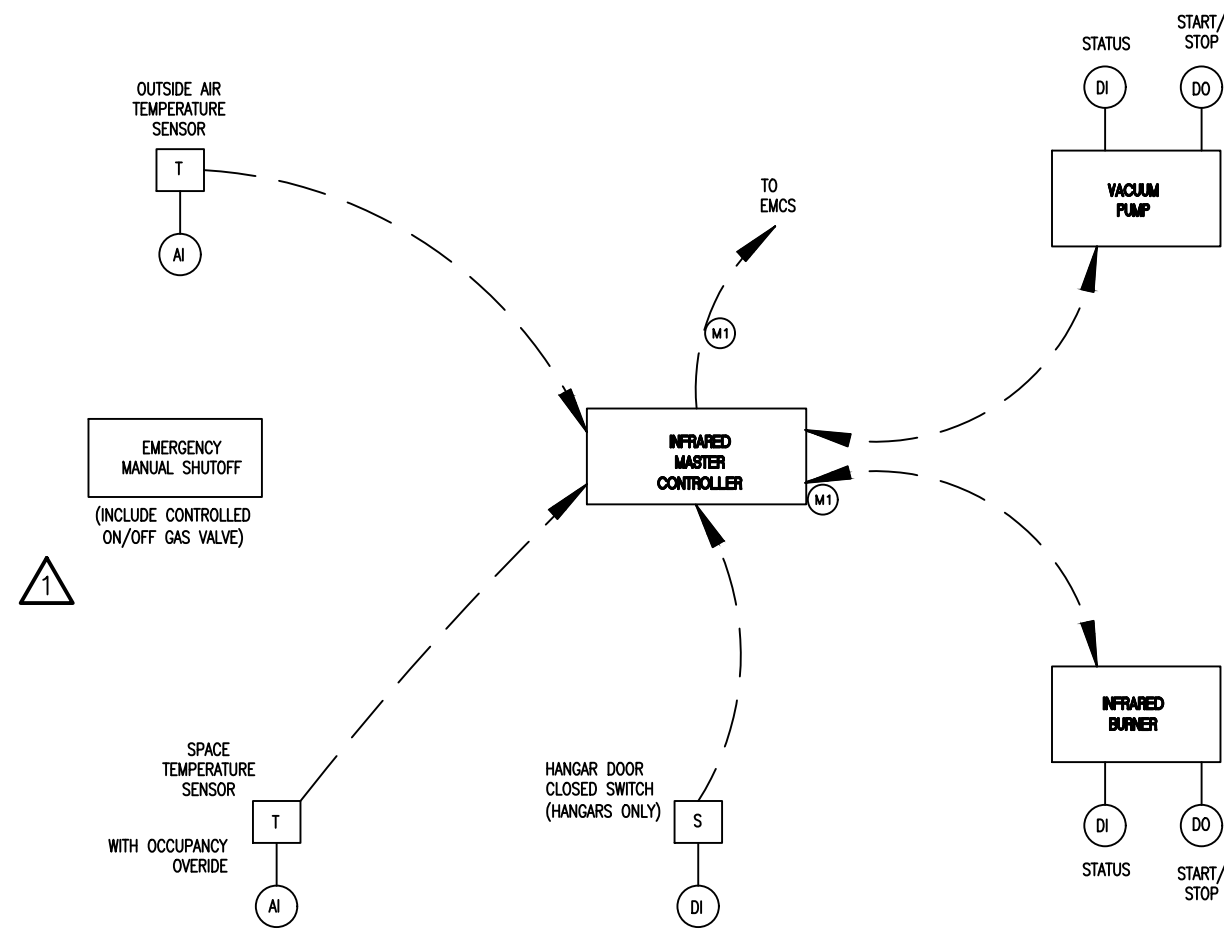 STATUS
START/
STOP
DI
DO
VACUUM
PUMP
OUTSIDE AIR
TEMPERATURE
SENSOR
T
AI
TO
EMCS
M1
EMERGENCY
MANUAL SHUTOFF
(INCLUDE CONTROLLED
ON/OFF GAS VALVE)
1
INFRARED
MASTER
CONTROLLER
M1
SPACE
TEMPERATURE
SENSOR
WITH OCCUPANCY
OVERIDE
T
AI
HANGAR DOOR
CLOSED SWITCH
(HANGARS ONLY)
S
DI
INFRARED
BURNER
DI
DO
STATUS
START/
STOP